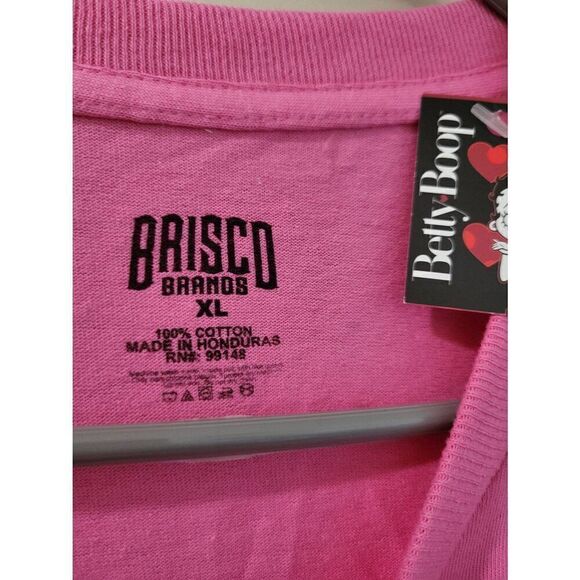 BRISCO
BRANDS
XL
100% COTTON
MADE IN HONDURAS
RN#: 99148
Betty Boop